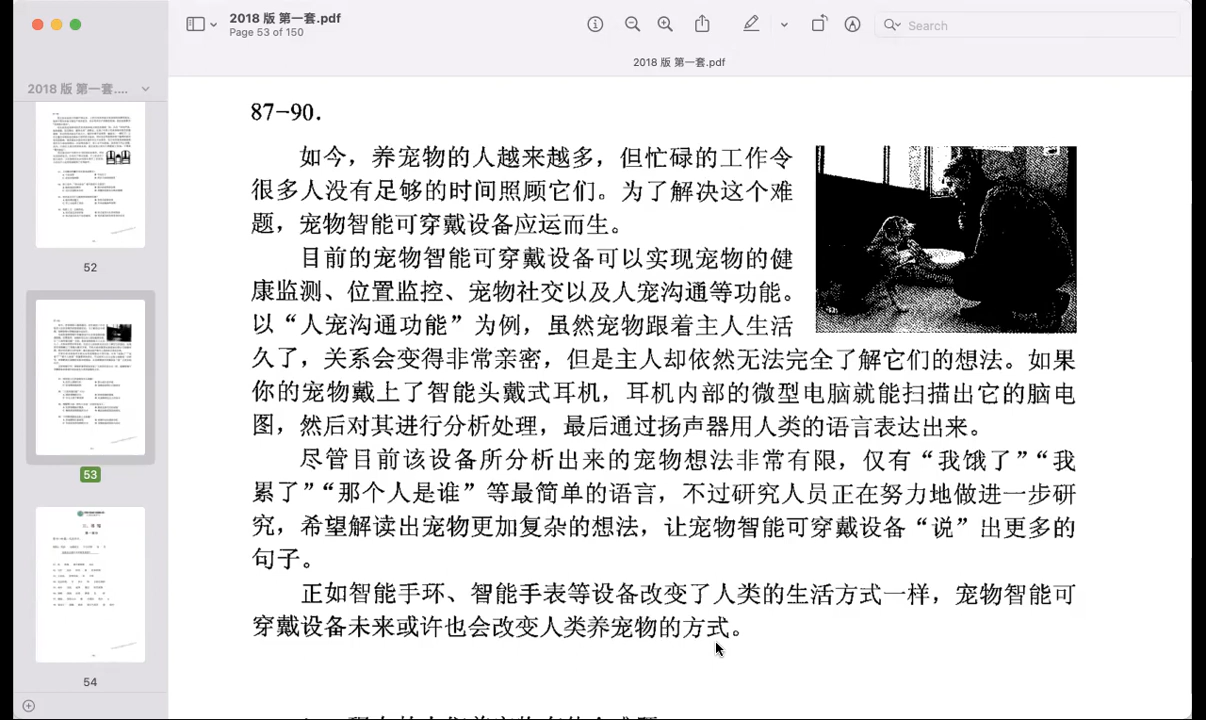 2018 版 第一套.pdf
Page 53 of 150
Search
2018 版 第一套.pdf
2018 版 第一套....
52
53
54
87-90.
如今，养宠物的人越来越多，但忙碌的工作令
很多人没有足够的时间照顾它们。为了解决这个难
题，宠物智能可穿戴设备应运而生。
目前的宠物智能可穿戴设备可以实现宠物的健
康监测、位置监控、宠物社交以及人宠沟通等功能。
以“人宠沟通功能”为例，虽然宠物跟着主人生活
久了，关系会变得非常亲密，但是主人却依然无法完全了解它们的想法。如果
你的宠物戴上了智能头戴式耳机，耳机内部的微型电脑就能扫描出它的脑电
图，然后对其进行分析处理，最后通过扬声器用人类的语言表达出来。
尽管目前该设备所分析出来的宠物想法非常有限，仅有“我饿了”“我
累了”“那个人是谁”等最简单的语言，不过研究人员正在努力地做进一步研
究，希望解读出宠物更加复杂的想法，让宠物智能可穿戴设备“说”出更多的
句子。
正如智能手环、智能手表等设备改变了人类的生活方式一样，宠物智能可
穿戴设备未来或许也会改变人类养宠物的方式。